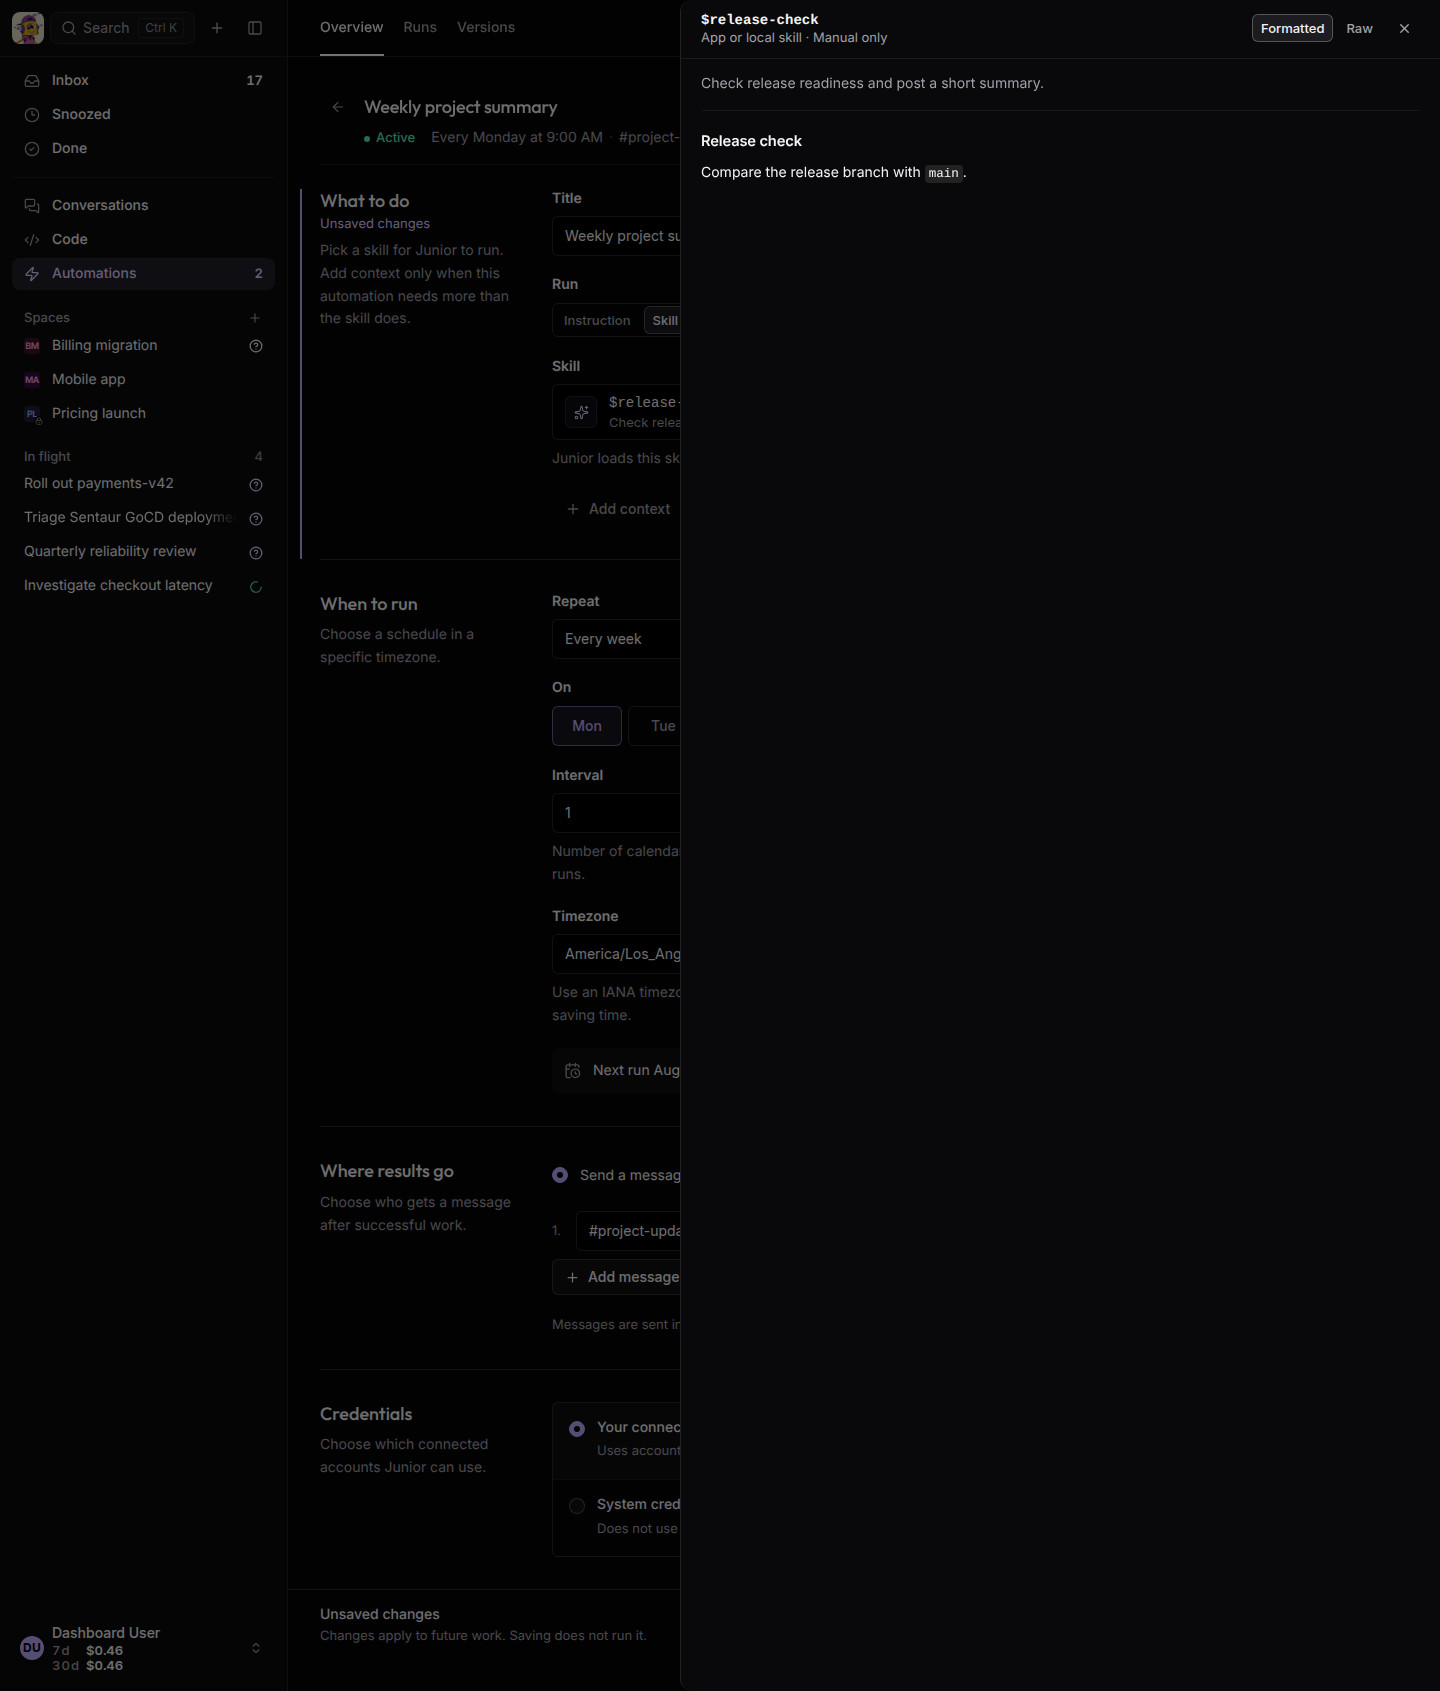 Search Ctrl K
Inbox 17
Snoozed
Done
Conversations
Code
Automations 2
Spaces
BM Billing migration
MA Mobile app
PL Pricing launch
In flight 4
Roll out payments-v42
Triage Sentaur GoCD deployme
Quarterly reliability review
Investigate checkout latency
DU Dashboard User
7d $0.46
30d $0.46
Overview Runs Versions
Weekly project summary
Active Every Monday at 9:00 AM · #project-
What to do
Unsaved changes
Pick a skill for Junior to run.
Add context only when this
automation needs more than
the skill does.
Title
Weekly project su
Run
Instruction Skill
Skill
$release-
Check relea
Junior loads this sk
Add context
When to run
Choose a schedule in a
specific timezone.
Repeat
Every week
On
Mon Tue
Interval
1
Number of calenda
runs.
Timezone
America/Los_Ang
Use an IANA timezo
saving time.
Next run Aug
Where results go
Choose who gets a message
after successful work.
Send a messag
1. #project-upda
Add message
Messages are sent in
Credentials
Choose which connected
accounts Junior can use.
Your connec
Uses account
System cred
Does not use
Unsaved changes
Changes apply to future work. Saving does not run it.
$release-check
App or local skill · Manual only
Formatted Raw
Check release readiness and post a short summary.
Release check
Compare the release branch with main.